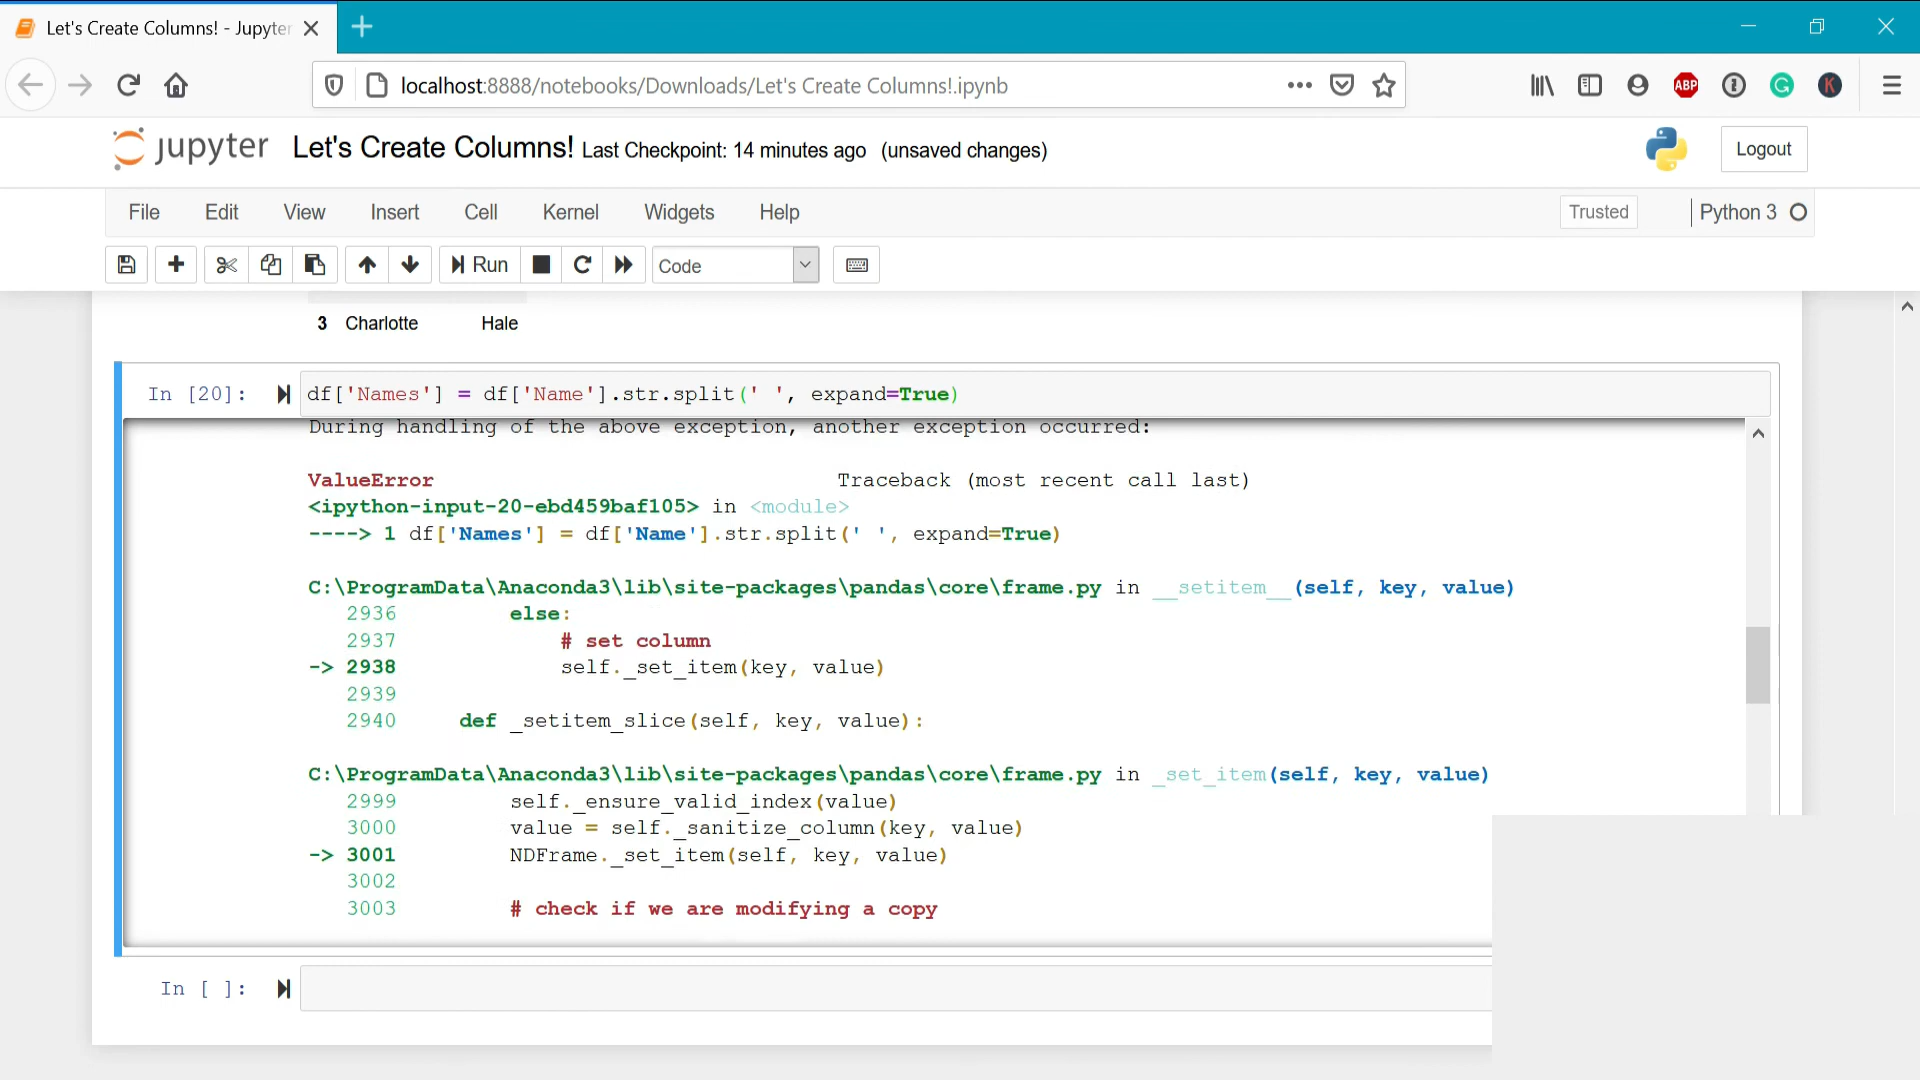 Let's Create Columns! - Jupyter
localhost:8888/notebooks/Downloads/Let's Create Columns!.ipynb
ABP
G
K
jupyter Let's Create Columns! Last Checkpoint: 14 minutes ago (unsaved changes)
Logout
File Edit View Insert Cell Kernel Widgets Help
Trusted
Python 3
Run
Code
3 Charlotte Hale
In [20]: df['Names'] = df['Name'].str.split(' ', expand=True)
During handling of the above exception, another exception occurred:
ValueError Traceback (most recent call last)
<ipython-input-20-ebd459baf105> in <module>
----> 1 df['Names'] = df['Name'].str.split(' ', expand=True)
C:\ProgramData\Anaconda3\lib\site-packages\pandas\core\frame.py in __setitem__(self, key, value)
2936 else:
2937 # set column
-> 2938 self._set_item(key, value)
2939
2940 def _setitem_slice(self, key, value):
C:\ProgramData\Anaconda3\lib\site-packages\pandas\core\frame.py in _set_item(self, key, value)
2999 self._ensure_valid_index(value)
3000 value = self._sanitize_column(key, value)
-> 3001 NDFrame._set_item(self, key, value)
3002
3003 # check if we are modifying a copy
In [ ]: